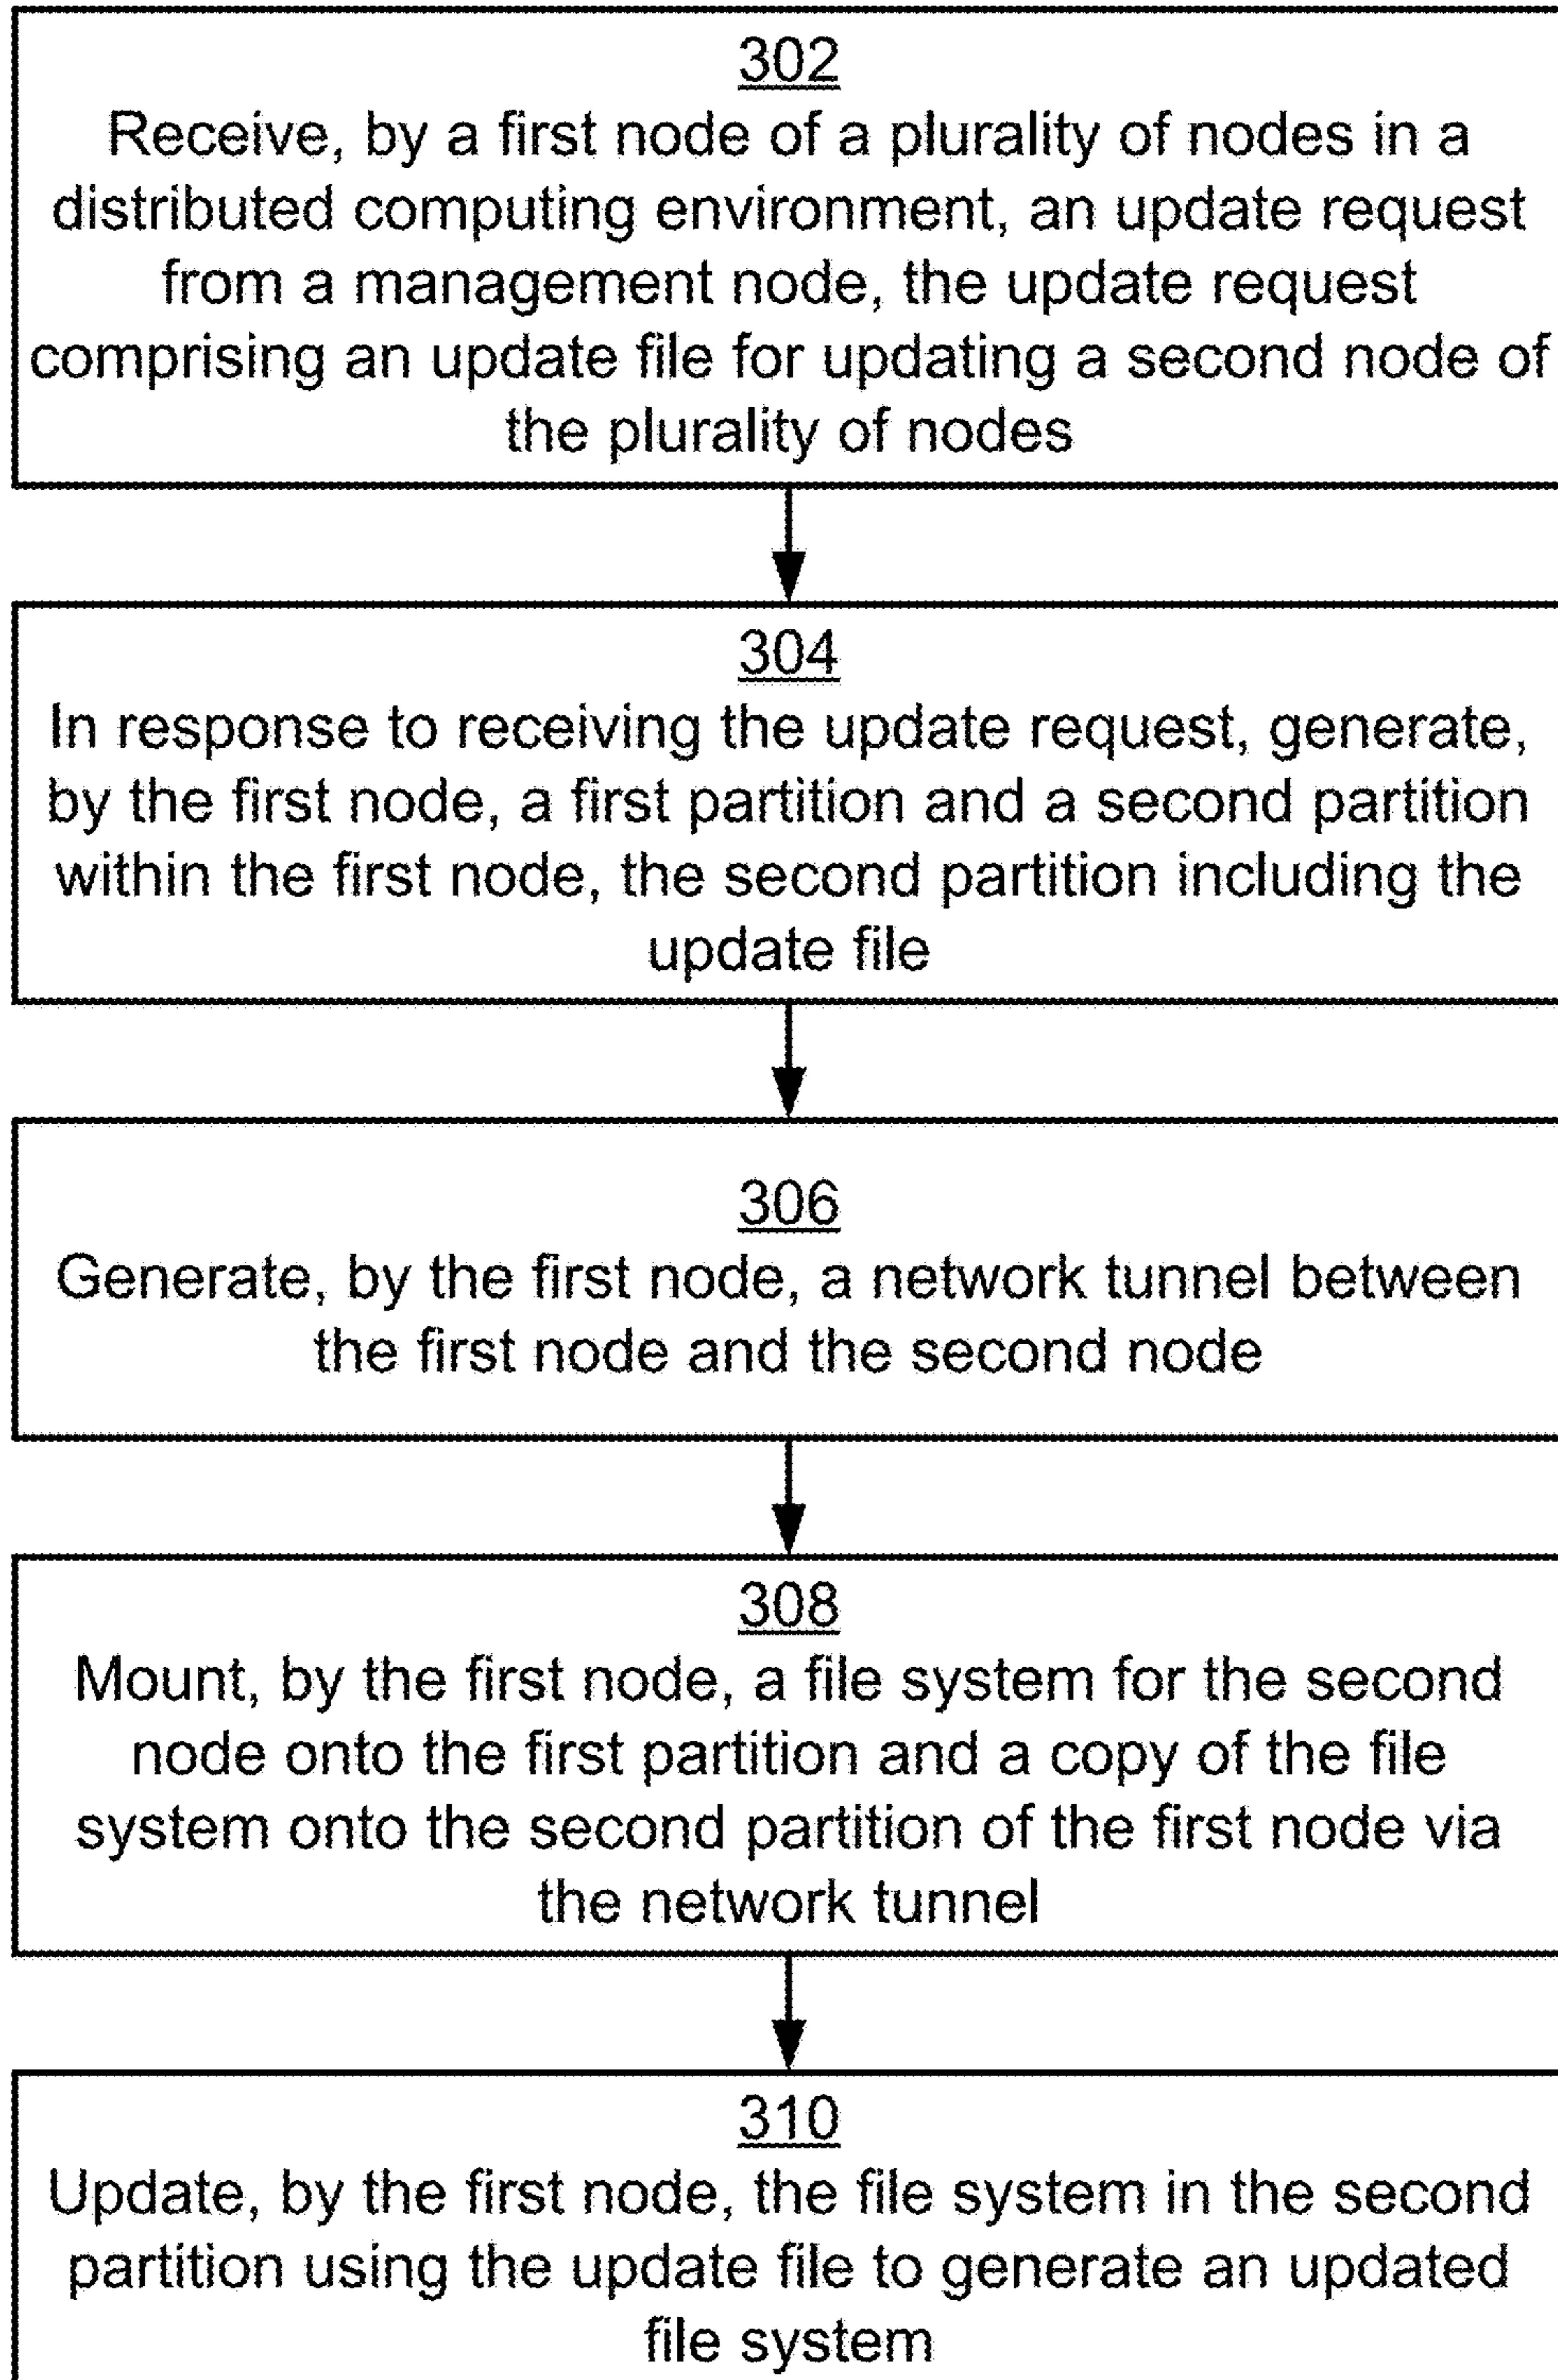 302
Receive, by a first node of a plurality of nodes in a
distributed computing environment, an update request
from a management node, the update request
comprising an update file for updating a second node of
the plurality of nodes
304
In response to receiving the update request, generate,
by the first node, a first partition and a second partition
within the first node, the second partition including the
update file
306
Generate, by the first node, a network tunnel between
the first node and the second node
308
Mount, by the first node, a file system for the second
node onto the first partition and a copy of the file
system onto the second partition of the first node via
the network tunnel
310
Update, by the first node, the file system in the second
partition using the update file to generate an updated
file system